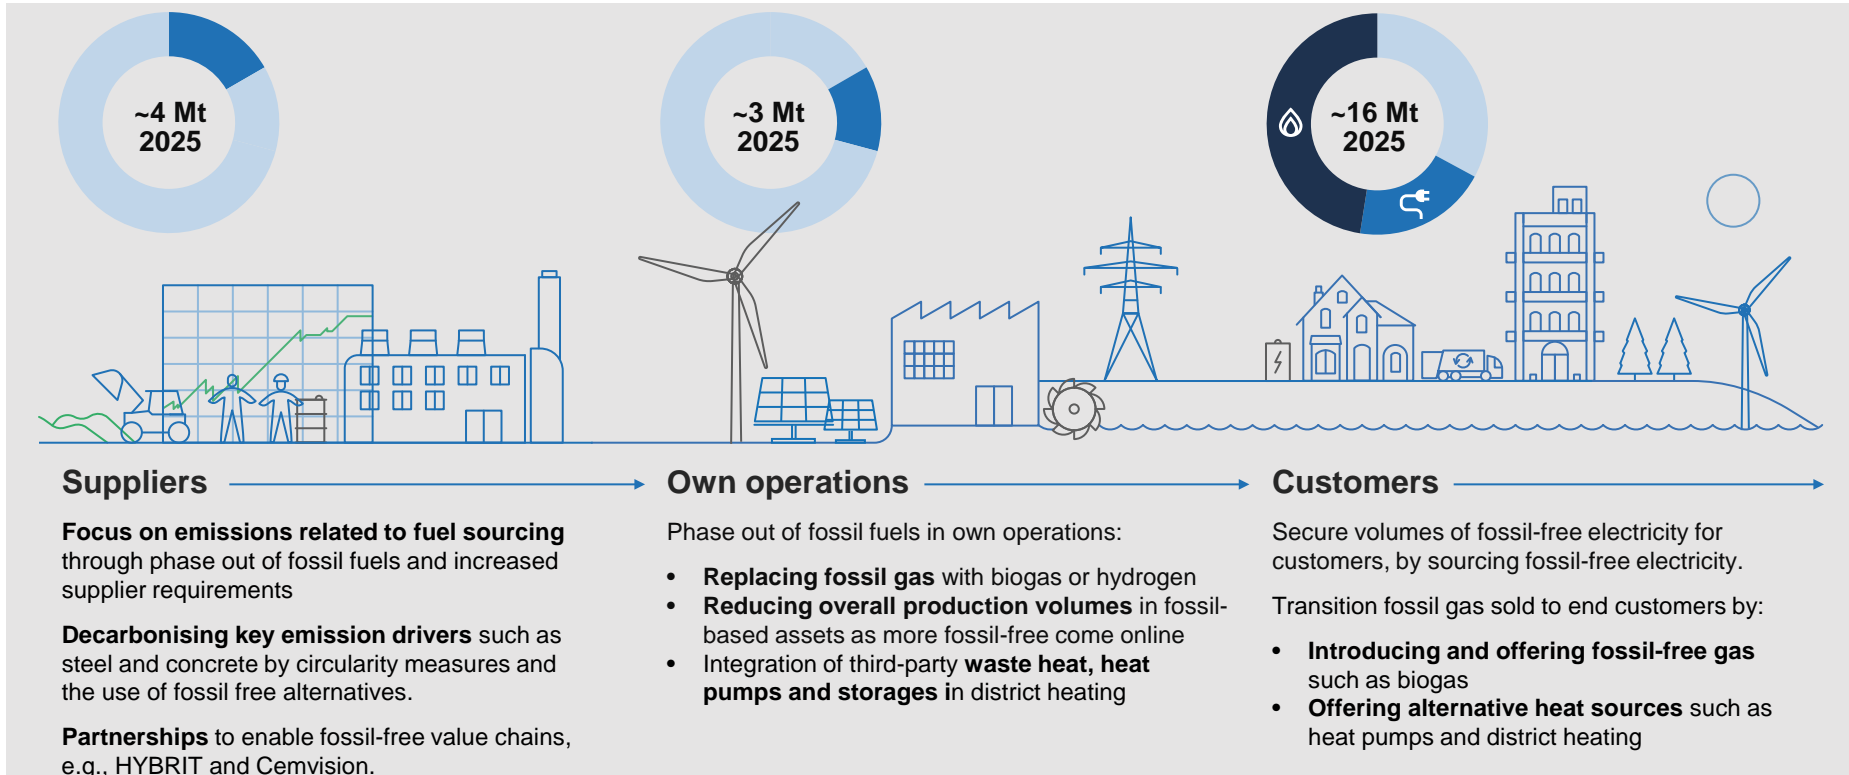 ~4 Mt
2025
~3 Mt
2025
~16 Mt
2025
Suppliers
Focus on emissions related to fuel sourcing
through phase out of fossil fuels and increased
supplier requirements
Decarbonising key emission drivers such as
steel and concrete by circularity measures and
the use of fossil free alternatives.
Partnerships to enable fossil-free value chains,
e.g., HYBRIT and Cemvision.
Own operations
Phase out of fossil fuels in own operations:
• Replacing fossil gas with biogas or hydrogen
• Reducing overall production volumes in fossil-
based assets as more fossil-free come online
• Integration of third-party waste heat, heat
pumps and storages in district heating
Customers
Secure volumes of fossil-free electricity for
customers, by sourcing fossil-free electricity.
Transition fossil gas sold to end customers by:
• Introducing and offering fossil-free gas
such as biogas
• Offering alternative heat sources such as
heat pumps and district heating